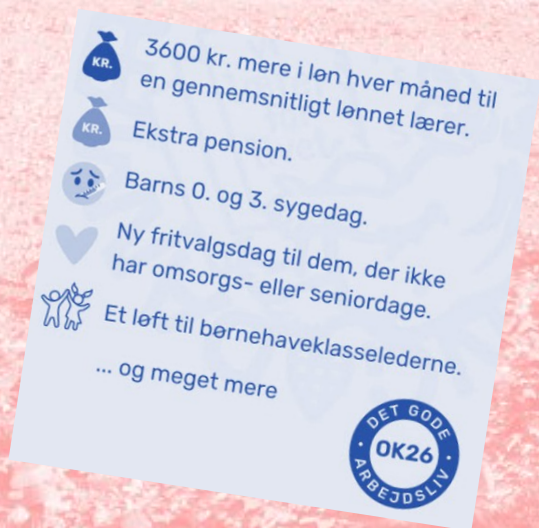 KR.
3600 kr. mere i løn hver måned til
en gennemsnitligt lønnet lærer.
KR.
Ekstra pension.
Barns 0. og 3. sygedag.
Ny fritvalgsdag til dem, der ikke
har omsorgs- eller seniordage.
Et løft til børnehaveklasselederne.
... og meget mere
DET GODE
OK26
ARBEJDSLIV